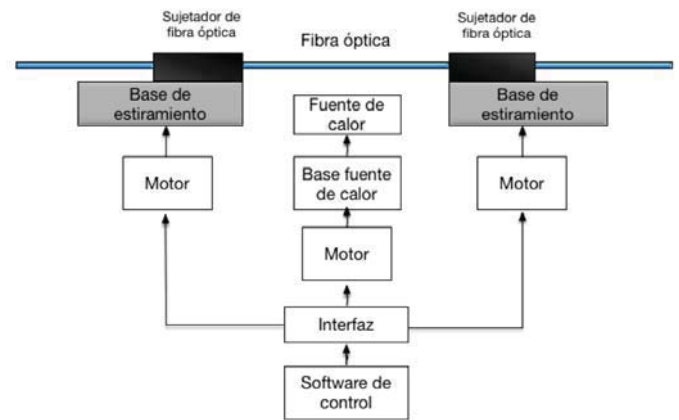 Sujetador de
fibra óptica
Fibra óptica
Sujetador de
fibra óptica
Base de
estiramiento
Fuente de
calor
Base de
estiramiento
Motor
Base fuente
de calor
Motor
Motor
Interfaz
Software de
control